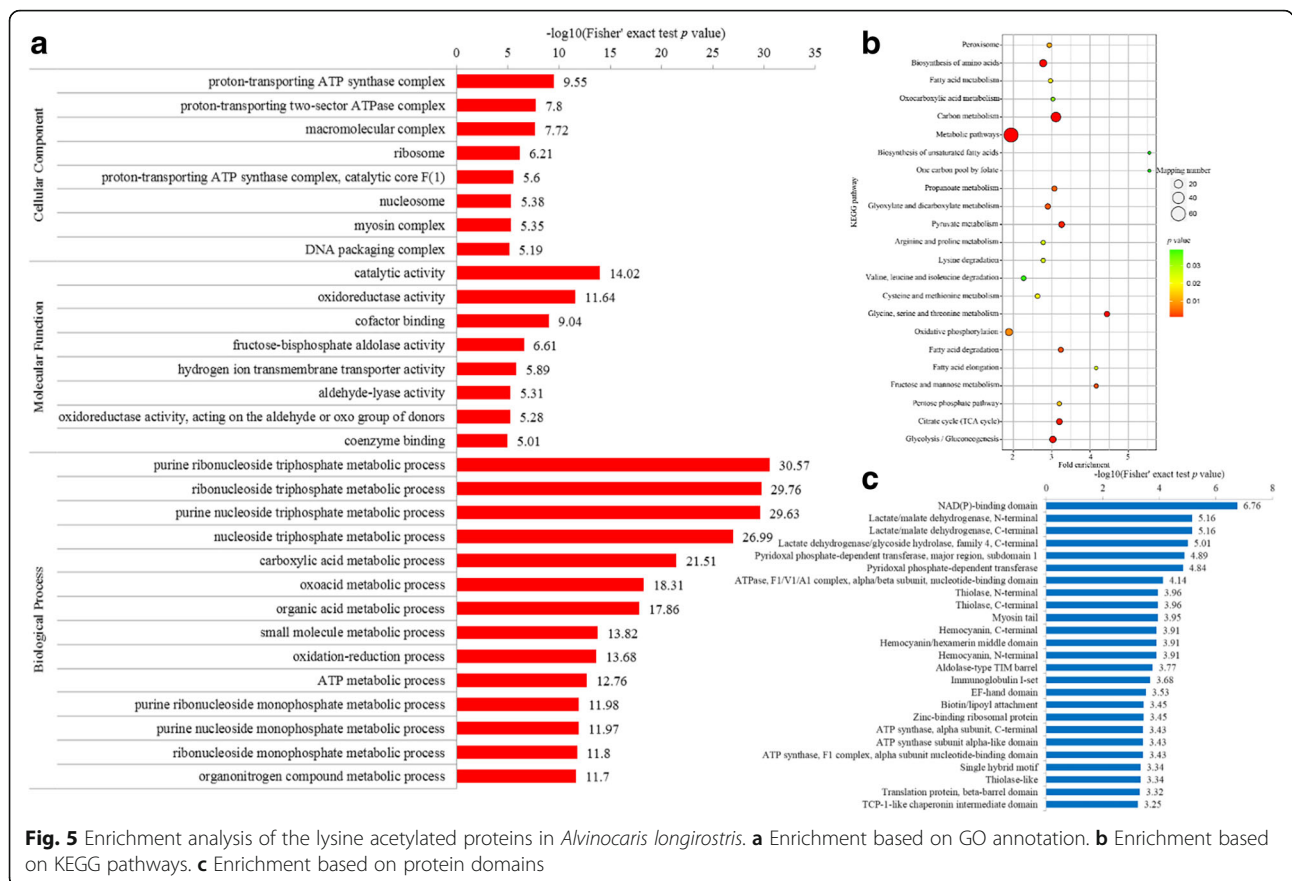 a
-log10(Fisher' exact test p value)
0 5 10 15 20 25 30 35
Cellular Component
proton-transporting ATP synthase complex 9.55
proton-transporting two-sector ATPase complex 7.8
macromolecular complex 7.72
ribosome 6.21
proton-transporting ATP synthase complex, catalytic core F(1) 5.6
nucleosome 5.38
myosin complex 5.35
DNA packaging complex 5.19
Molecular Function
catalytic activity 14.02
oxidoreductase activity 11.64
cofactor binding 9.04
fructose-bisphosphate aldolase activity 6.61
hydrogen ion transmembrane transporter activity 5.89
aldehyde-lyase activity 5.31
oxidoreductase activity, acting on the aldehyde or oxo group of donors 5.28
coenzyme binding 5.01
Biological Process
purine ribonucleoside triphosphate metabolic process 30.57
ribonucleoside triphosphate metabolic process 29.76
purine nucleoside triphosphate metabolic process 29.63
nucleoside triphosphate metabolic process 26.99
carboxylic acid metabolic process 21.51
oxoacid metabolic process 18.31
organic acid metabolic process 17.86
small molecule metabolic process 13.82
oxidation-reduction process 13.68
ATP metabolic process 12.76
purine ribonucleoside monophosphate metabolic process 11.98
purine nucleoside monophosphate metabolic process 11.97
ribonucleoside monophosphate metabolic process 11.8
organonitrogen compound metabolic process 11.7
b
KEGG pathway
Peroxisome
Biosynthesis of amino acids
Fatty acid metabolism
Oxocarboxylic acid metabolism
Carbon metabolism
Metabolic pathways
Biosynthesis of unsaturated fatty acids
One carbon pool by folate
Propanoate metabolism
Glyoxylate and dicarboxylate metabolism
Pyruvate metabolism
Arginine and proline metabolism
Lysine degradation
Valine, leucine and isoleucine degradation
Cysteine and methionine metabolism
Glycine, serine and threonine metabolism
Oxidative phosphorylation
Fatty acid degradation
Fatty acid elongation
Fructose and mannose metabolism
Pentose phosphate pathway
Citrate cycle (TCA cycle)
Glycolysis / Gluconeogenesis
2 3 4 5
Fold enrichment
Mapping number
20
40
60
p value
0.03
0.02
0.01
c
-log10(Fisher' exact test p value)
0 2 4 6 8
NAD(P)-binding domain 6.76
Lactate/malate dehydrogenase, N-terminal 5.16
Lactate/malate dehydrogenase, C-terminal 5.16
Lactate dehydrogenase/glycoside hydrolase, family 4, C-terminal 5.01
Pyridoxal phosphate-dependent transferase, major region, subdomain 1 4.89
Pyridoxal phosphate-dependent transferase 4.84
ATPase, F1/V1/A1 complex, alpha/beta subunit, nucleotide-binding domain 4.14
Thiolase, N-terminal 3.96
Thiolase, C-terminal 3.96
Myosin tail 3.95
Hemocyanin, C-terminal 3.91
Hemocyanin/hexamerin middle domain 3.91
Hemocyanin, N-terminal 3.91
Aldolase-type TIM barrel 3.77
Immunoglobulin I-set 3.68
EF-hand domain 3.53
Biotin/lipoyl attachment 3.45
Zinc-binding ribosomal protein 3.45
ATP synthase, alpha subunit, C-terminal 3.43
ATP synthase subunit alpha-like domain 3.43
ATP synthase, F1 complex, alpha subunit nucleotide-binding domain 3.43
Single hybrid motif 3.34
Thiolase-like 3.34
Translation protein, beta-barrel domain 3.32
TCP-1-like chaperonin intermediate domain 3.25
Fig. 5 Enrichment analysis of the lysine acetylated proteins in Alvinocaris longirostris. a Enrichment based on GO annotation. b Enrichment based
on KEGG pathways. c Enrichment based on protein domains